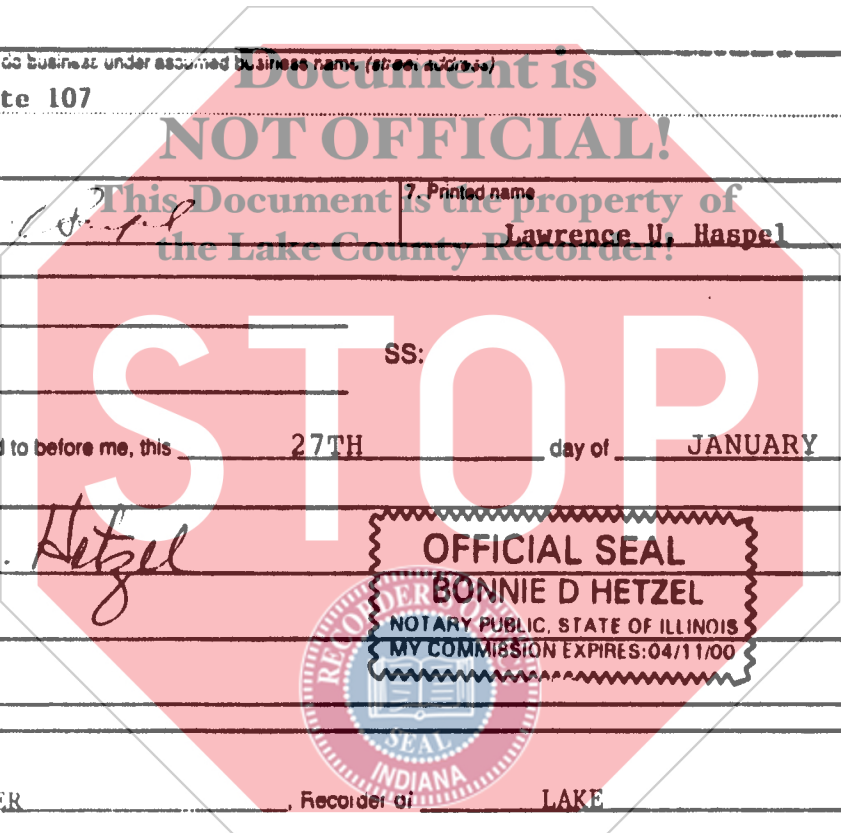 do business under assumed business name (street address)
Document is
te 107
NOT OFFICIAL!
7. Printed name
This Document is the property of
Lawrence U. Haspel
the Lake County Recorder!
STOP
SS:
d to before me, this 27TH day of JANUARY
Hetzel
OFFICIAL SEAL
BONNIE D HETZEL
NOTARY PUBLIC, STATE OF ILLINOIS
MY COMMISSION EXPIRES:04/11/00
RECORDER'S OFFICE
SEAL
INDIANA
ER, Recorder of LAKE